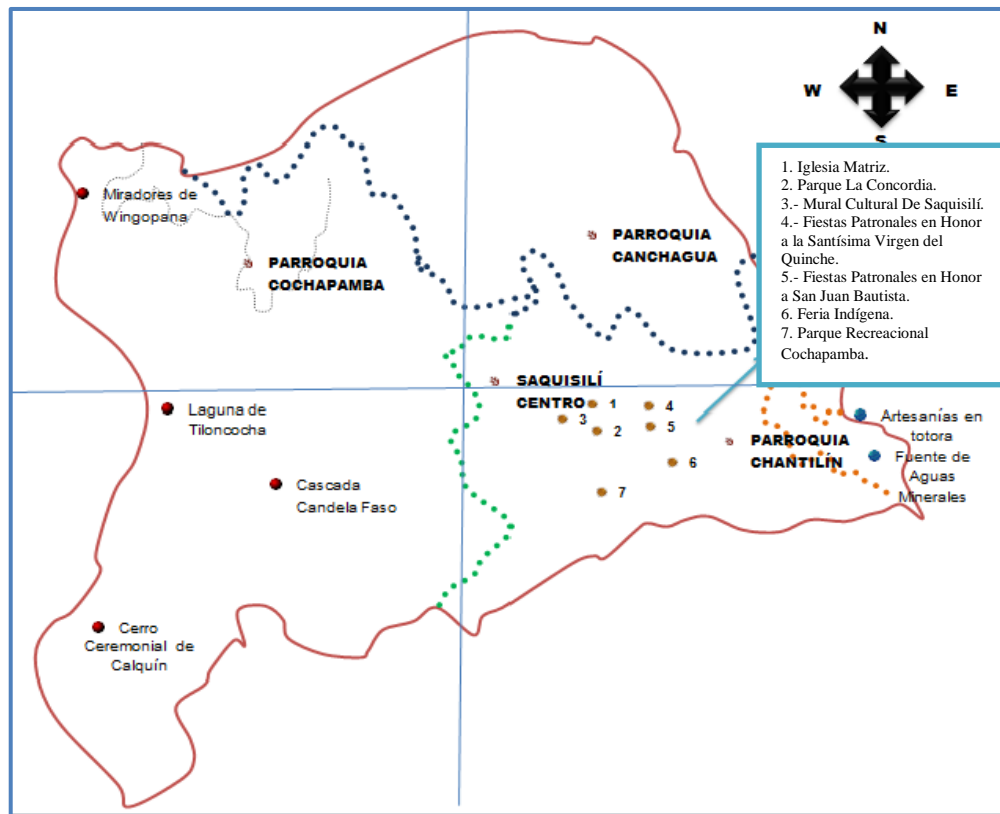 N
W E
S
1. Iglesia Matriz.
2. Parque La Concordia.
3.- Mural Cultural De Saquisilí.
4.- Fiestas Patronales en Honor
a la Santísima Virgen del
Quinche.
5.- Fiestas Patronales en Honor
a San Juan Bautista.
6. Feria Indígena.
7. Parque Recreacional
Cochapamba.
Miradores de
Wingopana
PARROQUIA
COCHAPAMBA
PARROQUIA
CANCHAGUA
SAQUISILÍ
CENTRO
1
4
3
2
5
6
7
PARROQUIA
CHANTILÍN
Artesanías en
totora
Fuente de
Aguas
Minerales
Laguna de
Tiloncocha
Cascada
Candela Faso
Cerro
Ceremonial de
Calquín